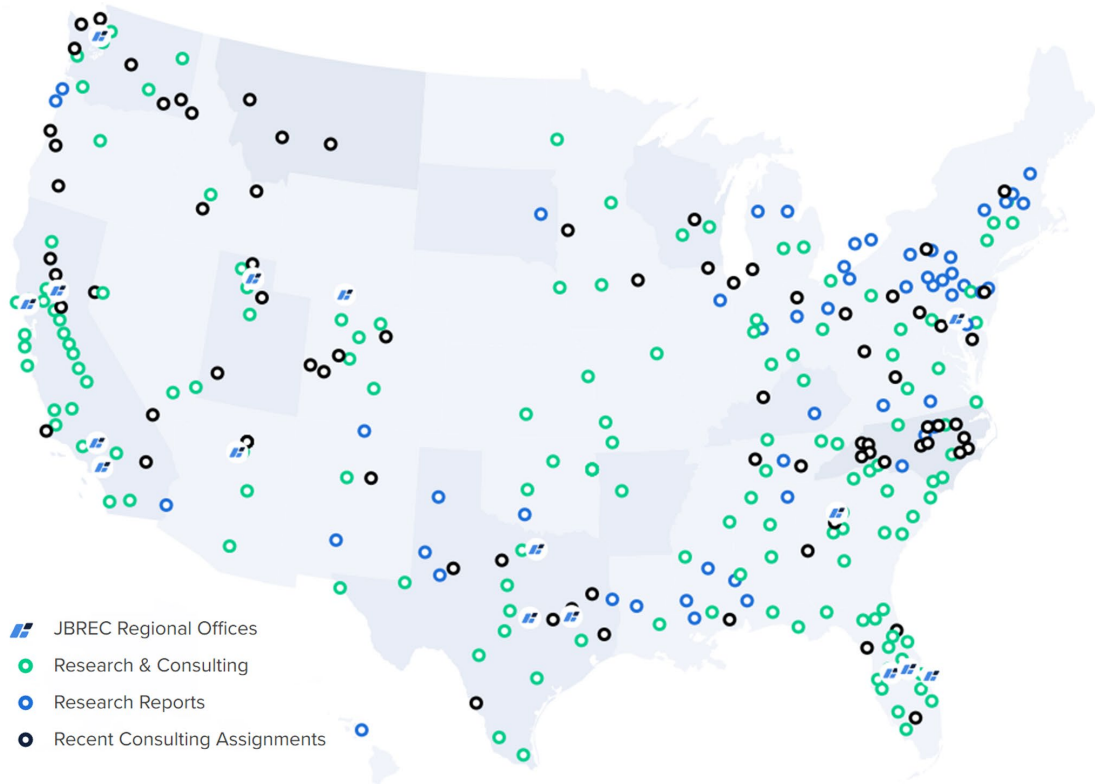 JBREC Regional Offices
Research & Consulting
Research Reports
Recent Consulting Assignments